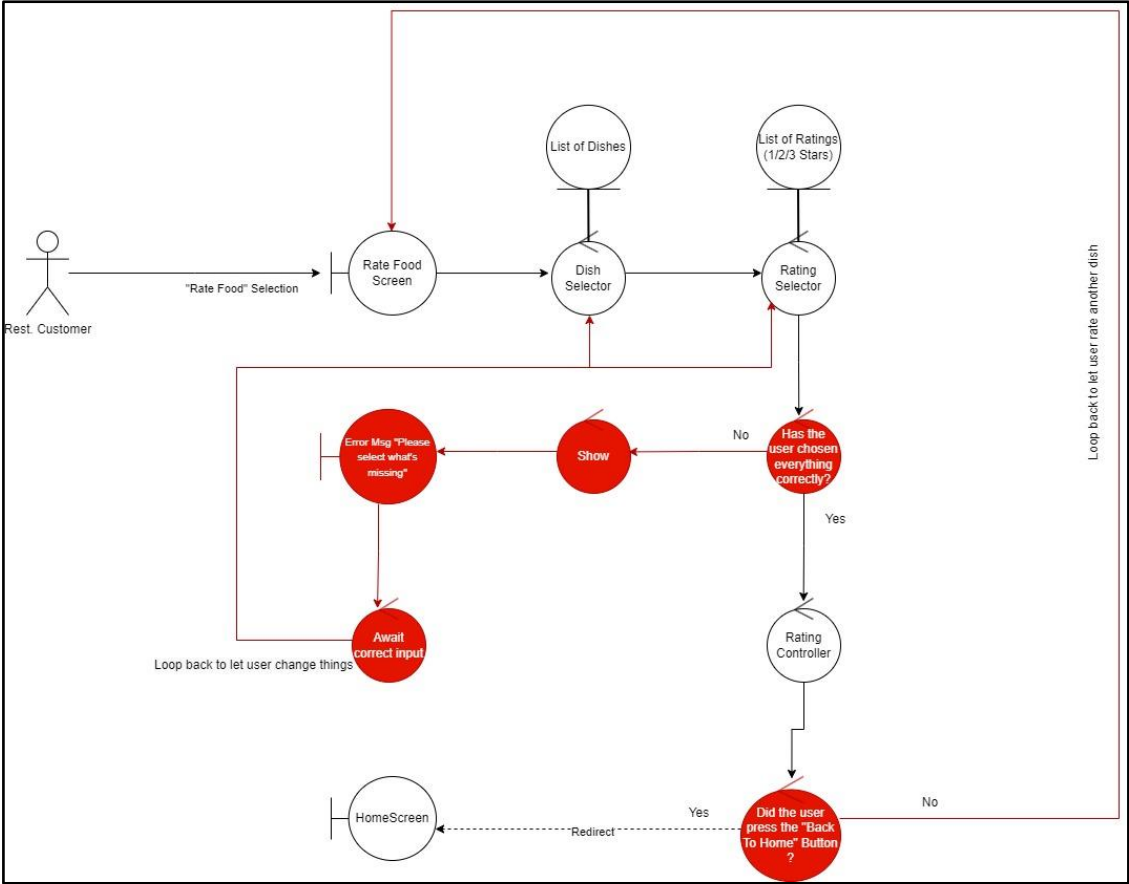 List of Dishes
List of Ratings
(1/2/3 Stars)
Rest. Customer
"Rate Food" Selection
Rate Food
Screen
Dish
Selector
Rating
Selector
Loop back to let user rate another dish
Error Msg "Please
select what's
missing"
Show
No
Has the
user chosen
everything
correctly?
Yes
Await
correct input
Loop back to let user change things
Rating
Controller
HomeScreen
Redirect
Yes
Did the user
press the "Back
To Home" Button
?
No